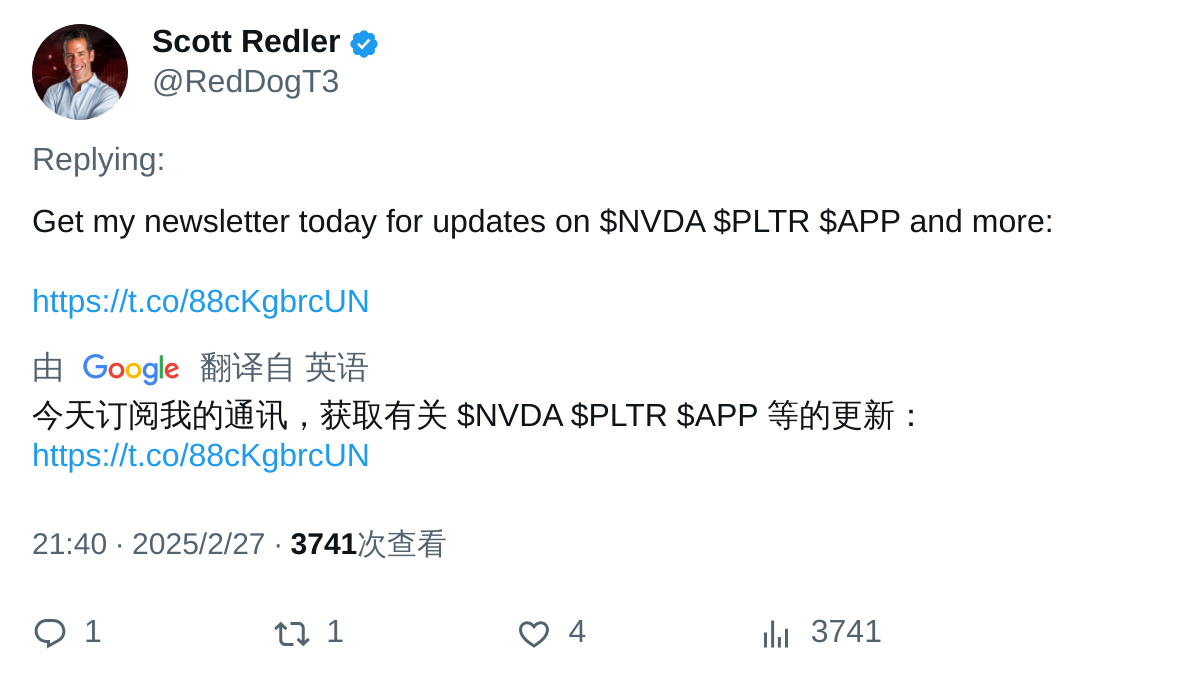 Scott Redler
@RedDogT3
Replying:
Get my newsletter today for updates on $NVDA $PLTR $APP and more:
https://t.co/88cKgbrcUN
由 Google 翻译自 英语
今天订阅我的通讯，获取有关 $NVDA $PLTR $APP 等的更新：
https://t.co/88cKgbrcUN
21:40 · 2025/2/27 · 3741次查看
1 1 4 3741